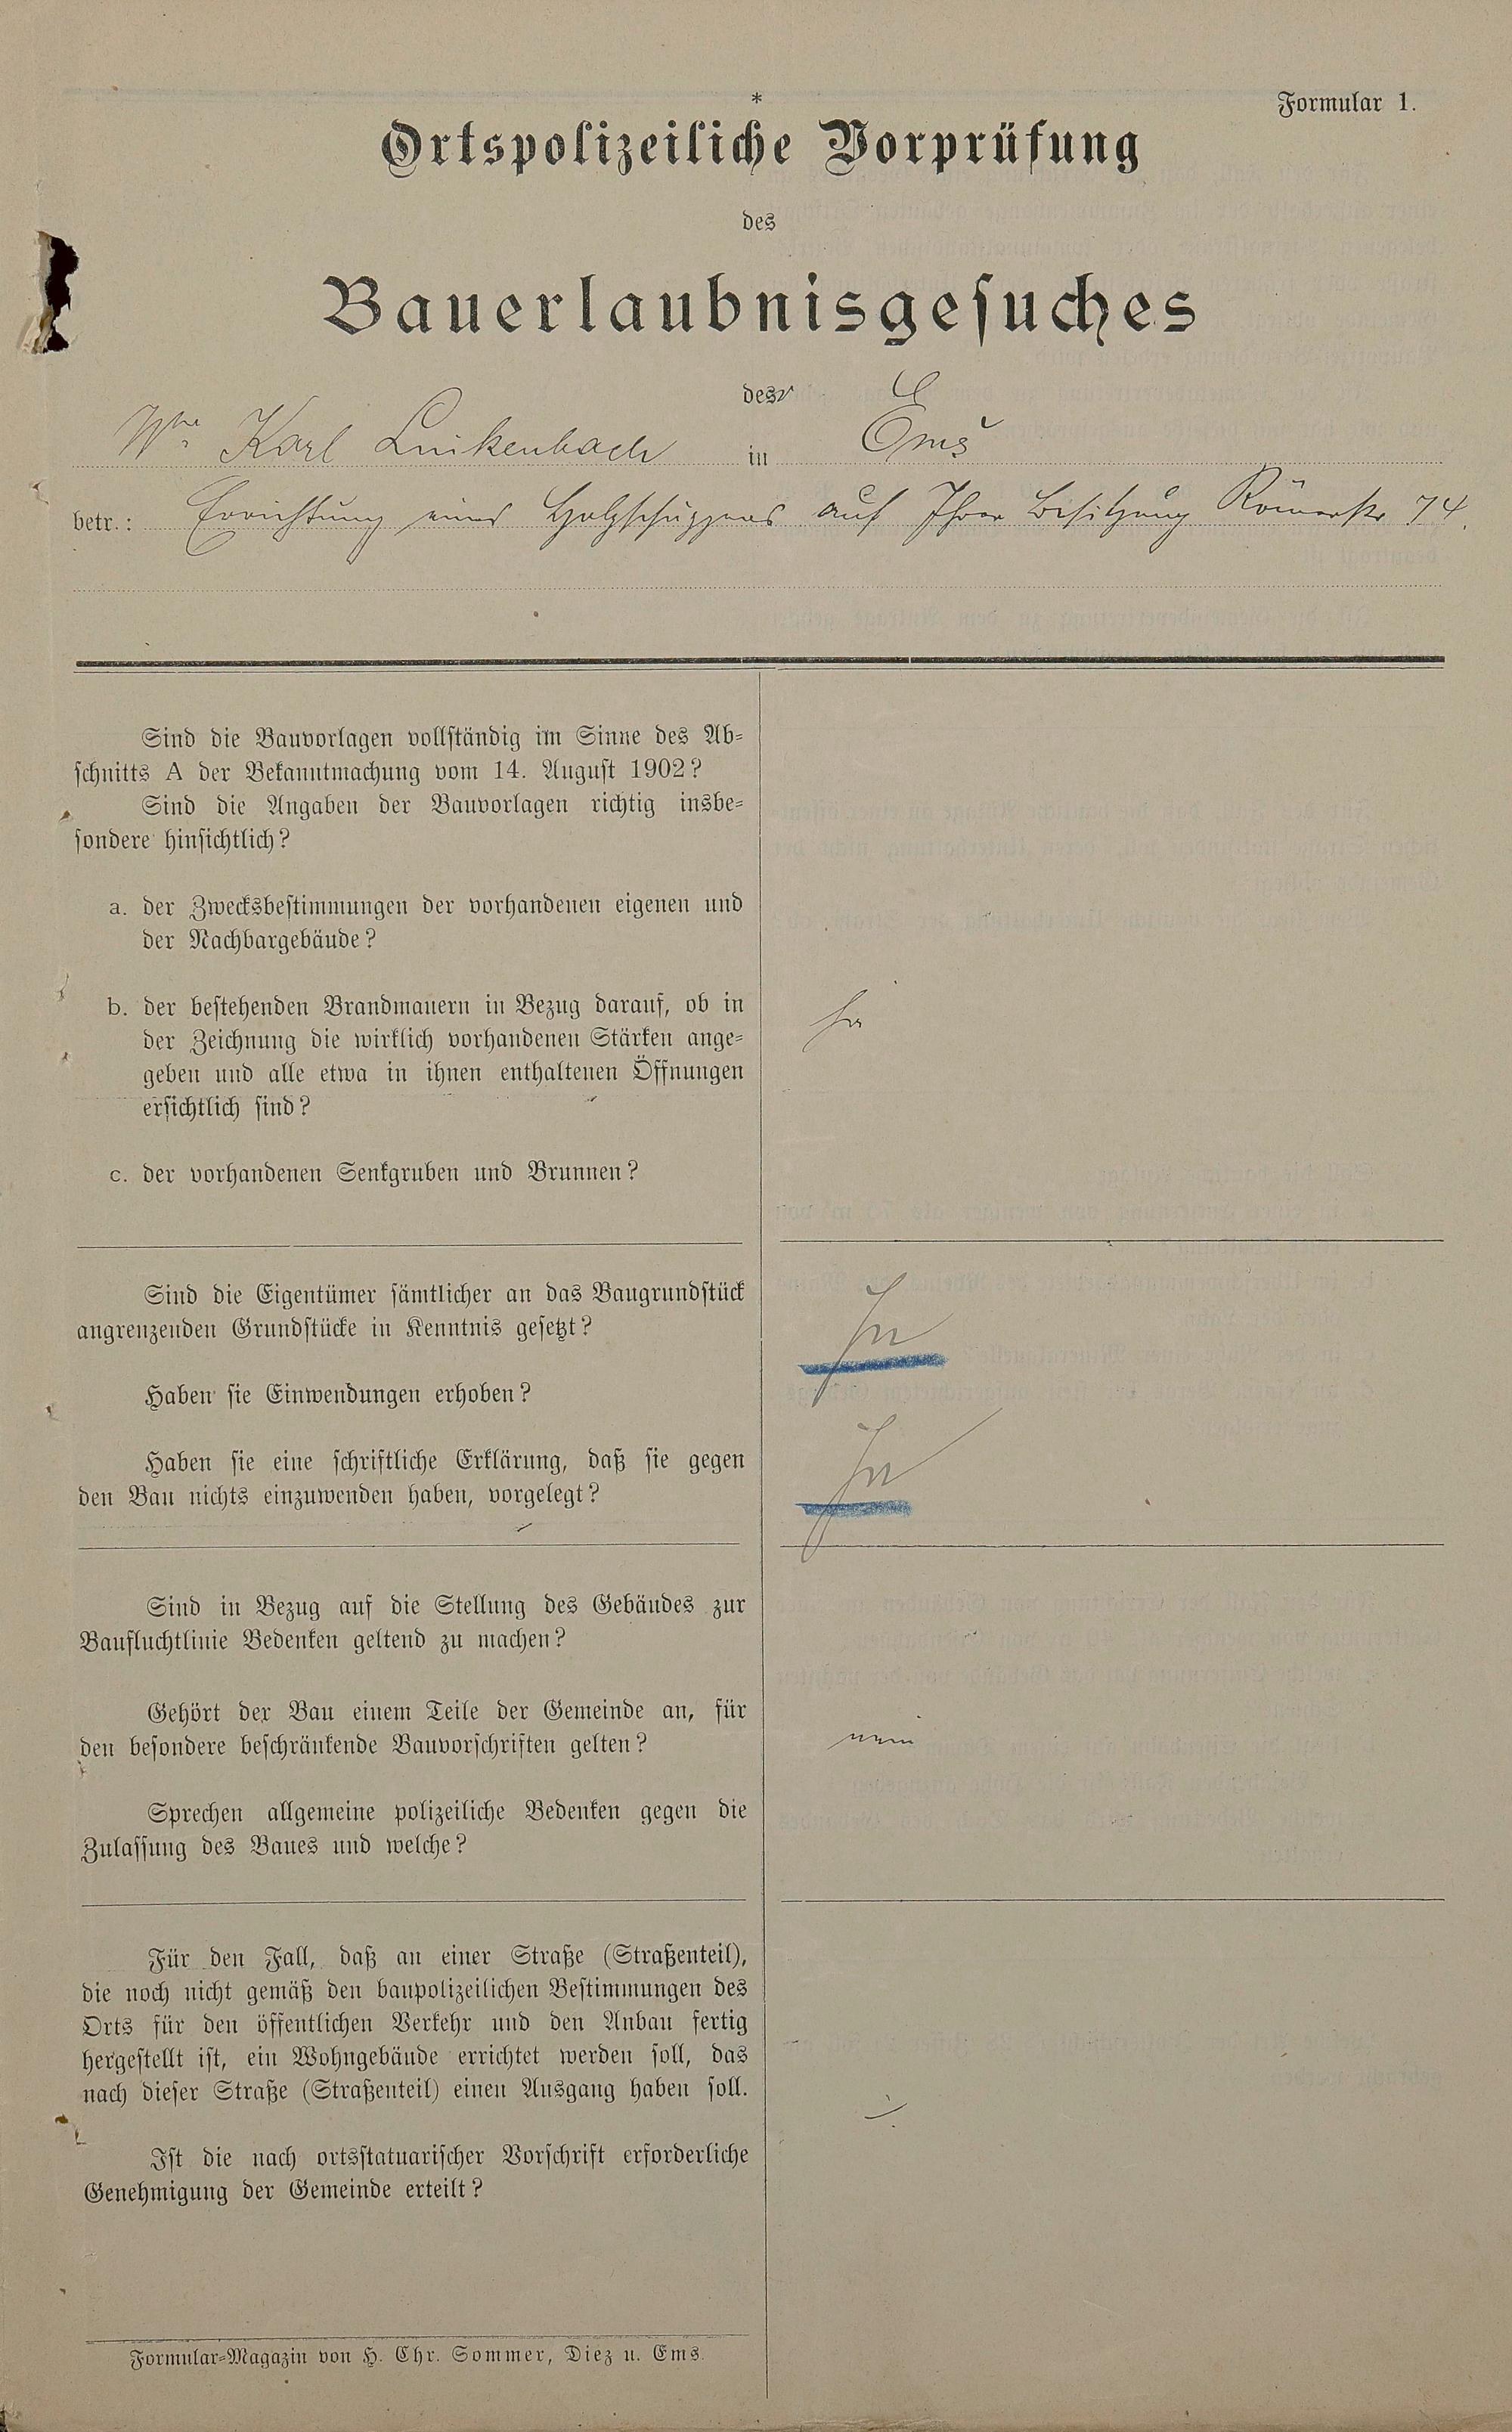 Formular 1.
*
Ortspolizeiliche Vorprüfung
des
Bauerlaubnisgesuches
desr
Wwe Karl Linkenbach in Ems
betr.: Errichtung eines Holzschuppens auf Ihrer Besitzung Römerstr 74.
Sind die Bauvorlagen vollständig im Sinne des Ab-
schnitts A der Bekanntmachung vom 14. August 1902?
Sind die Angaben der Bauvorlagen richtig insbe-
sondere hinsichtlich?
a. der Zwecksbestimmungen der vorhandenen eigenen und
der Nachbargebäude?
b. der bestehenden Brandmauern in Bezug darauf, ob in
der Zeichnung die wirklich vorhandenen Stärken ange-
geben und alle etwa in ihnen enthaltenen Öffnungen
ersichtlich sind?
c. der vorhandenen Senkgruben und Brunnen?
ja
Sind die Eigentümer sämtlicher an das Baugrundstück
angrenzenden Grundstücke in Kenntnis gesetzt?
Ja
Haben sie Einwendungen erhoben?
Haben sie eine schriftliche Erklärung, daß sie gegen
den Bau nichts einzuwenden haben, vorgelegt?
Ja
Sind in Bezug auf die Stellung des Gebäudes zur
Baufluchtlinie Bedenken geltend zu machen?
Gehört der Bau einem Teile der Gemeinde an, für
den besondere beschränkende Bauvorschriften gelten?
nein
Sprechen allgemeine polizeiliche Bedenken gegen die
Zulassung des Baues und welche?
Für den Fall, daß an einer Straße (Straßenteil),
die noch nicht gemäß den baupolizeilichen Bestimmungen des
Orts für den öffentlichen Verkehr und den Anbau fertig
hergestellt ist, ein Wohngebäude errichtet werden soll, das
nach dieser Straße (Straßenteil) einen Ausgang haben soll.
Ist die nach ortsstatuarischer Vorschrift erforderliche
Genehmigung der Gemeinde erteilt?
Formular-Magazin von H. Chr. Sommer, Diez u. Ems.